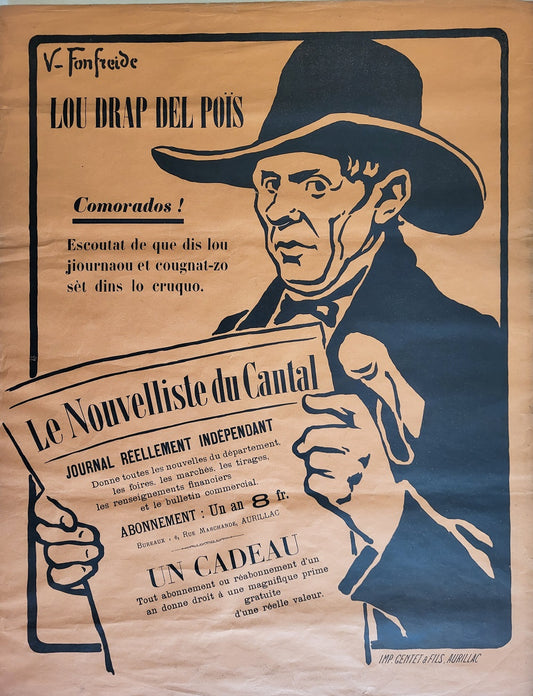 V- Fonfreide
LOU DRAP DEL POÏS
Comorados !
Escoutat de que dis lou
jiournaou et cougnat-zo
sèt dins lo cruquo.
Le Nouvelliste du Cantal
JOURNAL RÉELLEMENT INDÉPENDANT
Donne toutes les nouvelles du département,
les foires, les marchés, les tirages,
les renseignements financiers
et le bulletin commercial.
ABONNEMENT : Un an 8 fr.
BUREAUX : 6, RUE MARCHANDE, AURILLAC
UN CADEAU
Tout abonnement ou réabonnement d'un
an donne droit à une magnifique prime
gratuite
d'une réelle valeur.
IMP. GENTET & FILS. AURILLAC